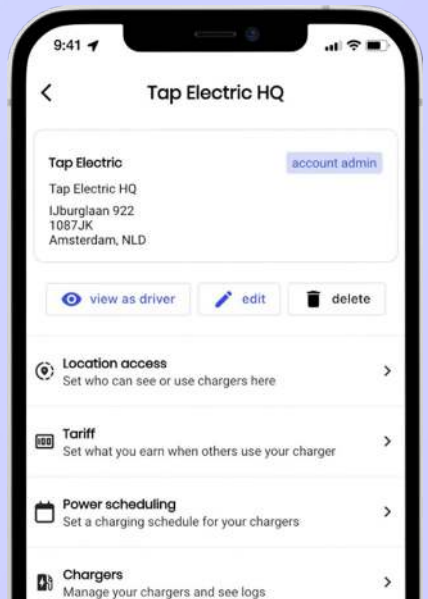 9:41
Tap Electric HQ
Tap Electric
account admin
Tap Electric HQ
IJburglaan 922
1087JK
Amsterdam, NLD
view as driver
edit
delete
Location access
Set who can see or use chargers here
Tariff
Set what you earn when others use your charger
Power scheduling
Set a charging schedule for your chargers
Chargers
Manage your chargers and see logs